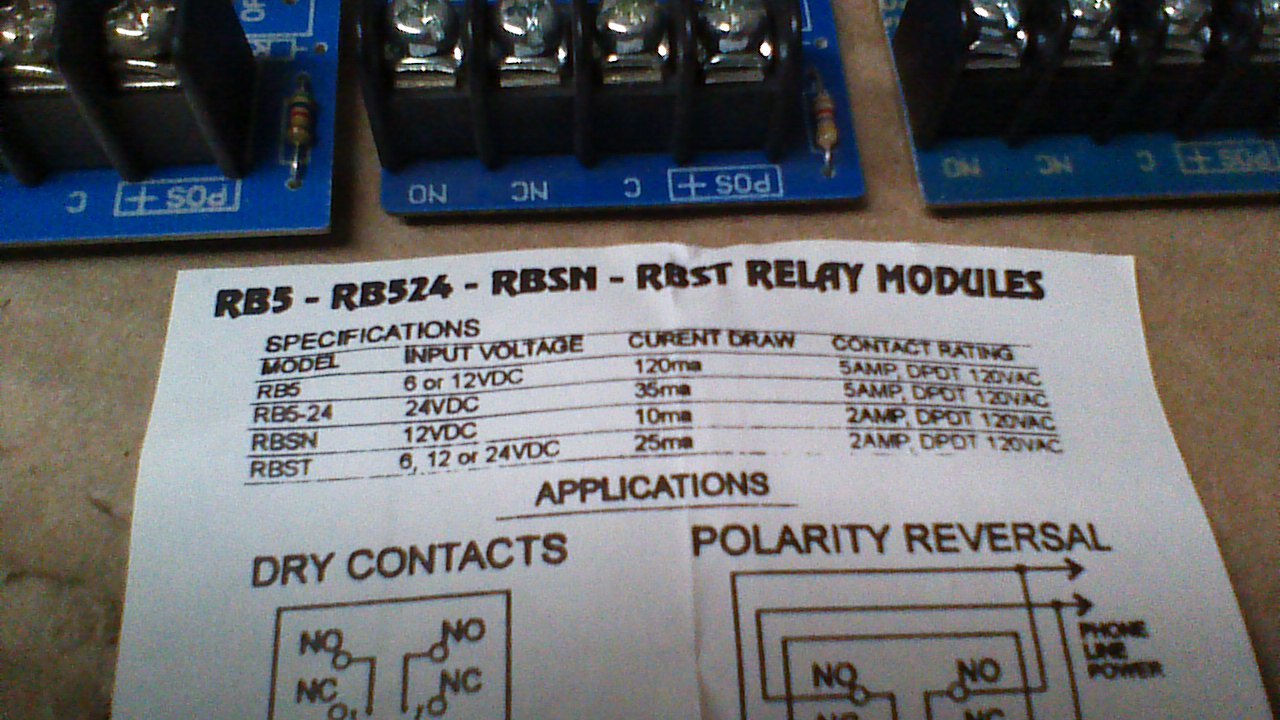 OF
C + POS
NO NC C + POS
NO NC C + POS
RB5 - RB524 - RBSN - RBST RELAY MODULES
SPECIFICATIONS
MODEL INPUT VOLTAGE CURENT DRAW CONTACT RATING
RB5 6 or 12VDC 120ma 5AMP, DPDT 120VAC
RB5-24 24VDC 35ma 5AMP, DPDT 120VAC
RBSN 12VDC 10ma 2AMP, DPDT 120VAC
RBST 6, 12 or 24VDC 25ma 2AMP, DPDT 120VAC
APPLICATIONS
DRY CONTACTS
POLARITY REVERSAL
NO NO
NC NC
PHONE
LINE
POWER
NO NO
NC NC